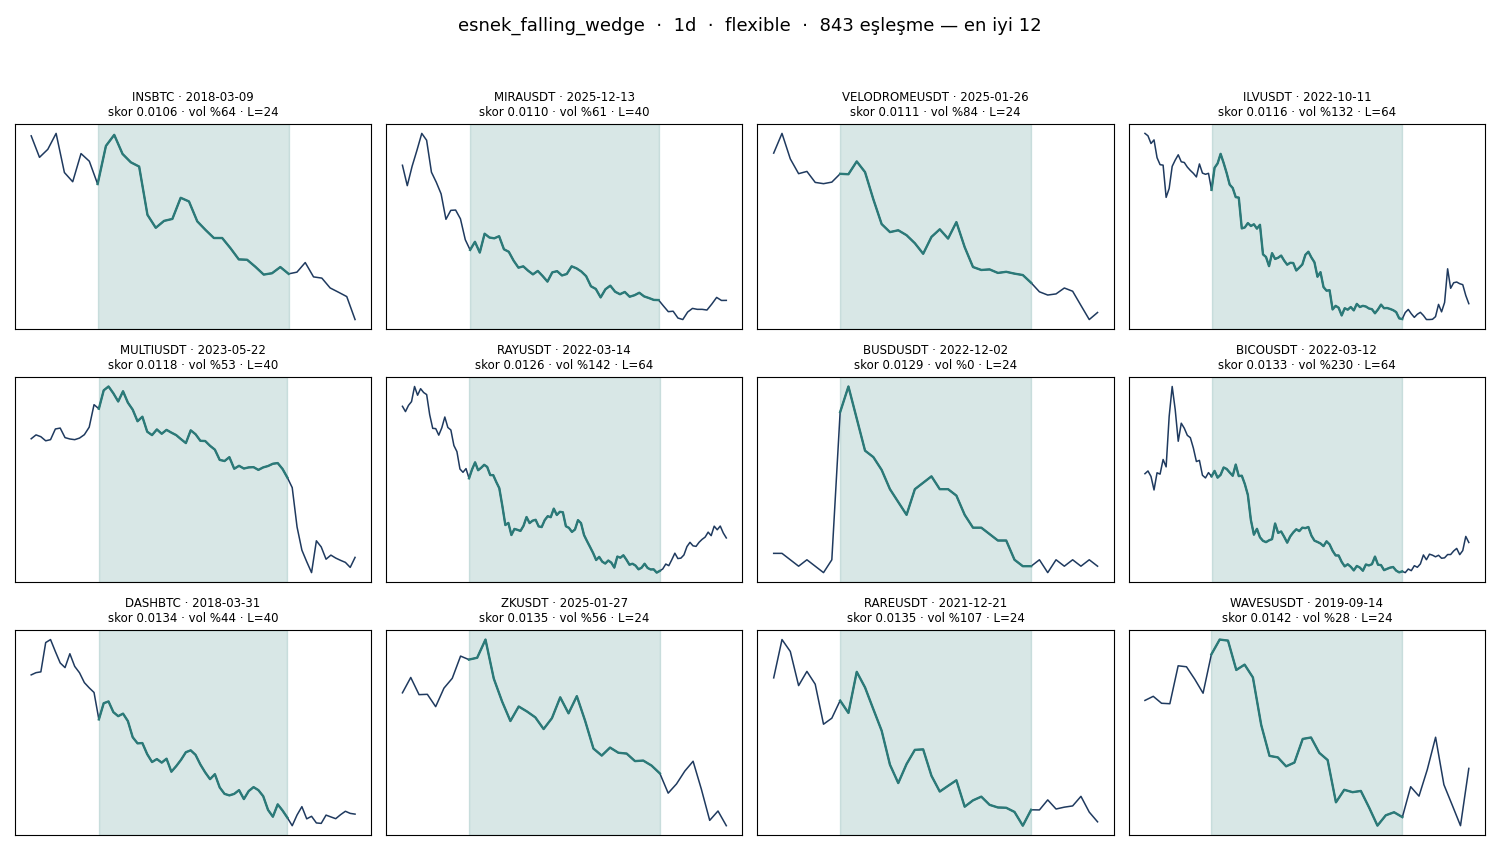 esnek_falling_wedge · 1d · flexible · 843 eşleşme — en iyi 12
INSBTC · 2018-03-09
skor 0.0106 · vol %64 · L=24
MIRAUSDT · 2025-12-13
skor 0.0110 · vol %61 · L=40
VELODROMEUSDT · 2025-01-26
skor 0.0111 · vol %84 · L=24
ILVUSDT · 2022-10-11
skor 0.0116 · vol %132 · L=64
MULTIUSDT · 2023-05-22
skor 0.0118 · vol %53 · L=40
RAYUSDT · 2022-03-14
skor 0.0126 · vol %142 · L=64
BUSDUSDT · 2022-12-02
skor 0.0129 · vol %0 · L=24
BICOUSDT · 2022-03-12
skor 0.0133 · vol %230 · L=64
DASHBTC · 2018-03-31
skor 0.0134 · vol %44 · L=40
ZKUSDT · 2025-01-27
skor 0.0135 · vol %56 · L=24
RAREUSDT · 2021-12-21
skor 0.0135 · vol %107 · L=24
WAVESUSDT · 2019-09-14
skor 0.0142 · vol %28 · L=24